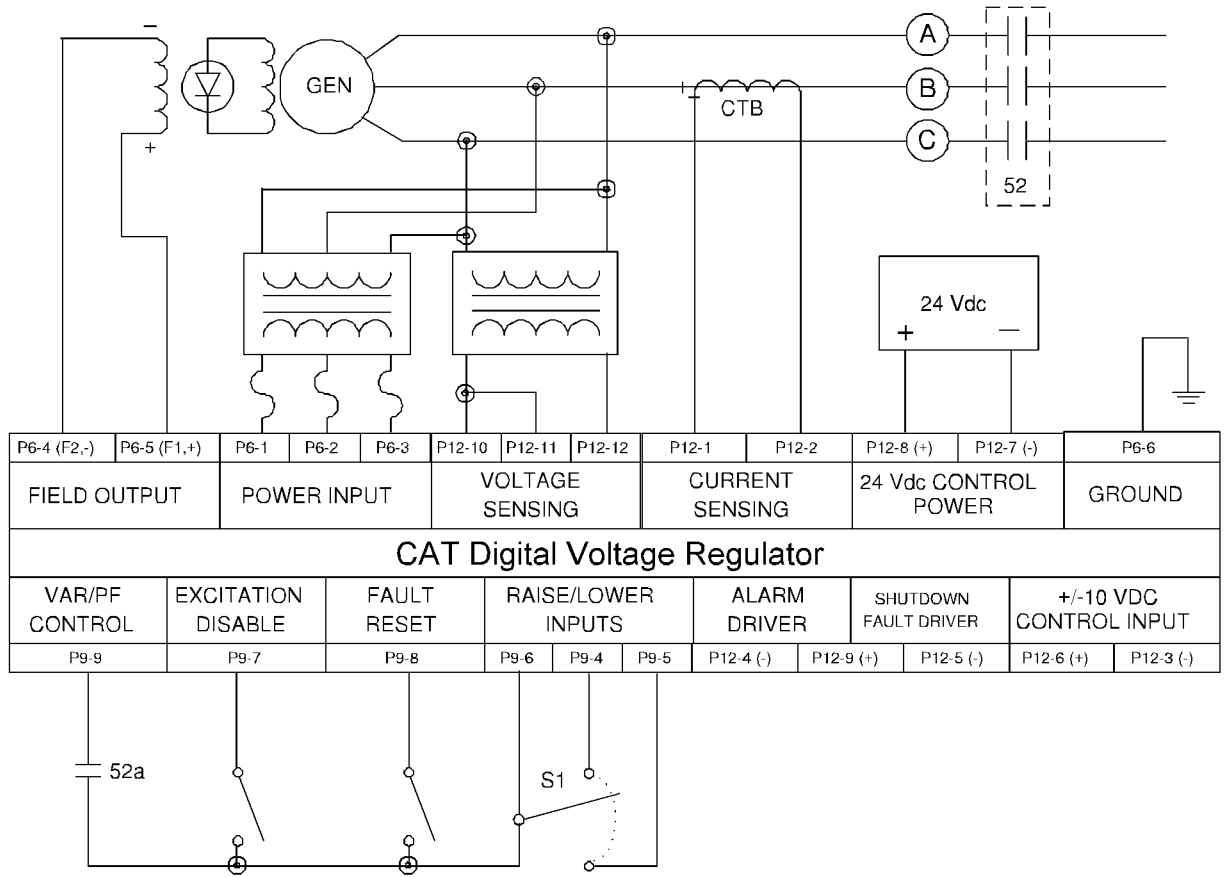 −
+
GEN
A
B
C
+ −
CTB
52
24 Vdc
+ −
P6-4 (F2,-) P6-5 (F1,+) P6-1 P6-2 P6-3 P12-10 P12-11 P12-12 P12-1 P12-2 P12-8 (+) P12-7 (-) P6-6
FIELD OUTPUT
POWER INPUT
VOLTAGE
SENSING
CURRENT
SENSING
24 Vdc CONTROL
POWER
GROUND
CAT Digital Voltage Regulator
VAR/PF
CONTROL
EXCITATION
DISABLE
FAULT
RESET
RAISE/LOWER
INPUTS
ALARM
DRIVER
SHUTDOWN
FAULT DRIVER
+/-10 VDC
CONTROL INPUT
P9-9 P9-7 P9-8 P9-6 P9-4 P9-5 P12-4 (-) P12-9 (+) P12-5 (-) P12-6 (+) P12-3 (-)
52a
S1